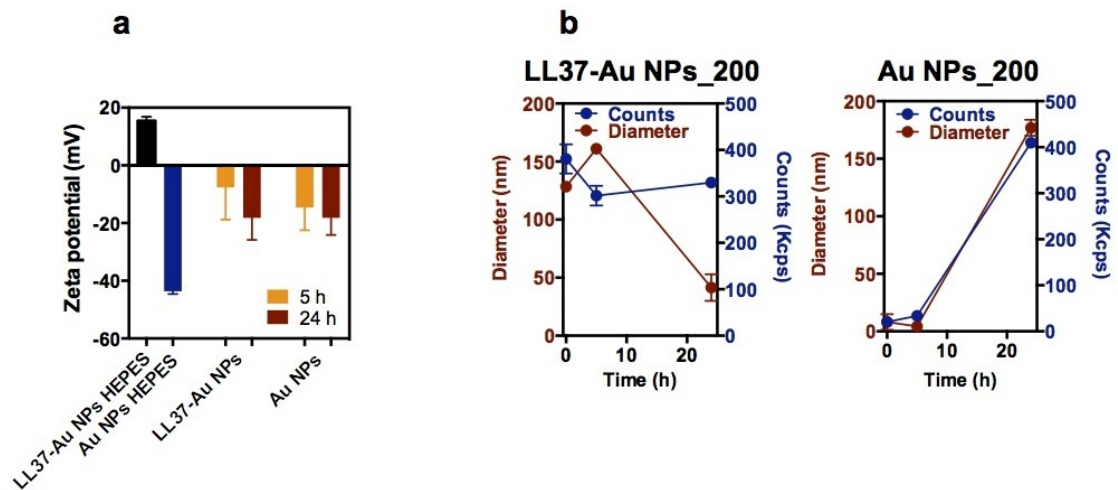 a
20
0
-20
-40
-60
Zeta potential (mV)
5 h
24 h
LL37-Au NPs HEPES
Au NPs HEPES
LL37-Au NPs
Au NPs
b
LL37-Au NPs_200
200
150
100
50
0
Diameter (nm)
Counts
Diameter
500
400
300
200
100
0
Counts (Kcps)
0
10
20
Time (h)
Au NPs_200
200
150
100
50
0
Diameter (nm)
Counts
Diameter
500
400
300
200
100
0
Counts (Kcps)
0
10
20
Time (h)